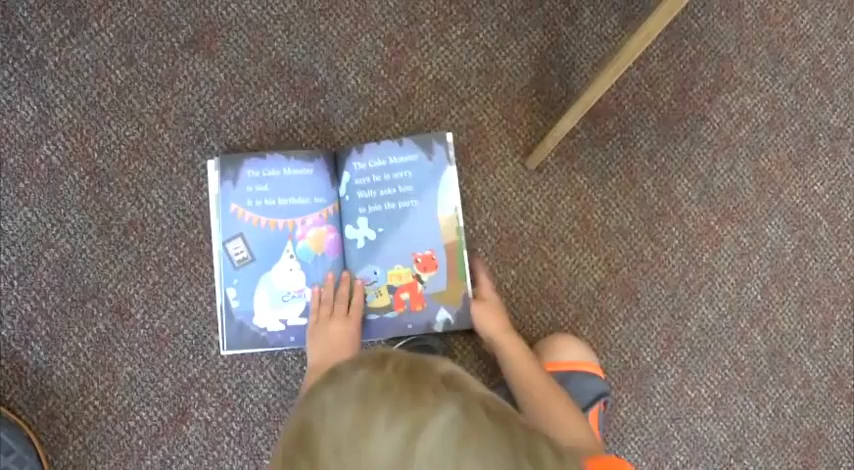 The Cake Monster
is sad.
It is his birthday, too.
The Cake Monster
says he is sorry.
Wally asks him
to join the party.